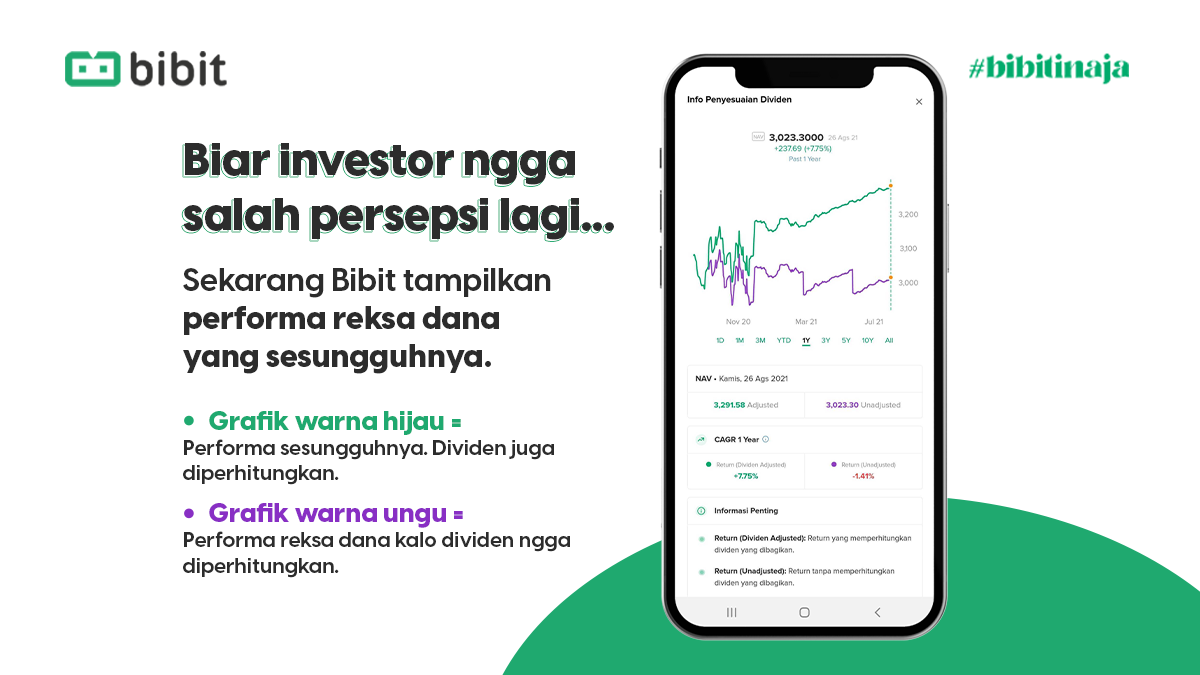 bibit
#bibitinaja
Biar investor ngga
salah persepsi lagi...
Sekarang Bibit tampilkan
performa reksa dana
yang sesungguhnya.
• Grafik warna hijau =
Performa sesungguhnya. Dividen juga
diperhitungkan.
• Grafik warna ungu =
Performa reksa dana kalo dividen ngga
diperhitungkan.
Info Penyesuaian Dividen
NAV 3,023.3000 26 Ags 21
+237.69 (+7.75%)
Past 1 Year
3,200
3,100
3,000
Nov 20 Mar 21 Jul 21
1D 1M 3M YTD 1Y 3Y 5Y 10Y All
NAV • Kamis, 26 Ags 2021
3,291.58 Adjusted 3,023.30 Unadjusted
CAGR 1 Year
Return (Dividen Adjusted) Return (Unadjusted)
+7.75% -1.41%
Informasi Penting
Return (Dividen Adjusted): Return yang memperhitungkan
dividen yang dibagikan.
Return (Unadjusted): Return tanpa memperhitungkan
dividen yang dibagikan.